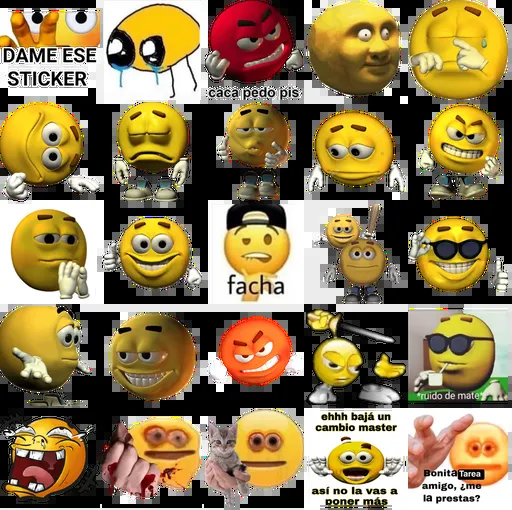 DAME ESE
STICKER
caca pedo pis
facha
*ruido de mate*
ehhh bajá un
cambio master
así no la vas a
poner más
Bonita Tarea
amigo, ¿me
la prestas?